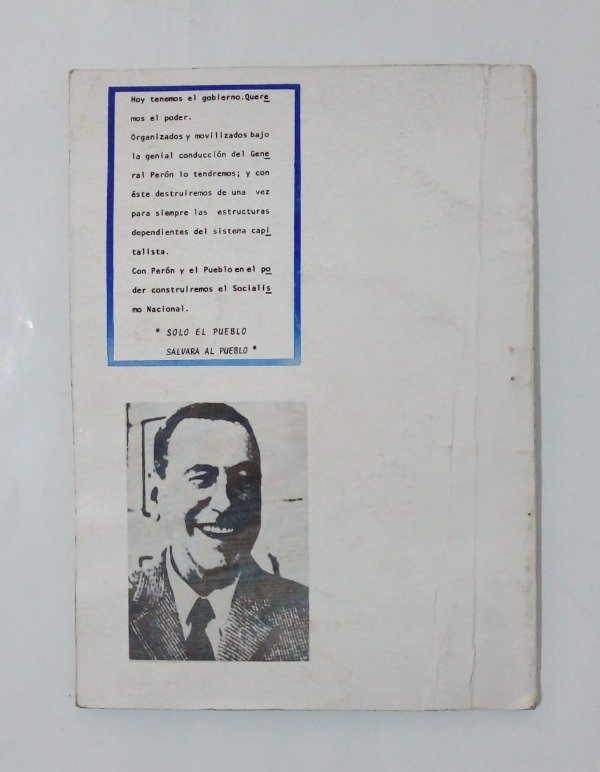 Hoy tenemos el gobierno.Quere
mos el poder.
Organizados y movilizados bajo
la genial conducción del Gene
ral Perón lo tendremos; y con
éste destruiremos de una vez
para siempre las estructuras
dependientes del sistema capi
talista.
Con Perón y el Pueblo en el po
der construiremos el Socialis
mo Nacional.
" SOLO EL PUEBLO
SALVARA AL PUEBLO "